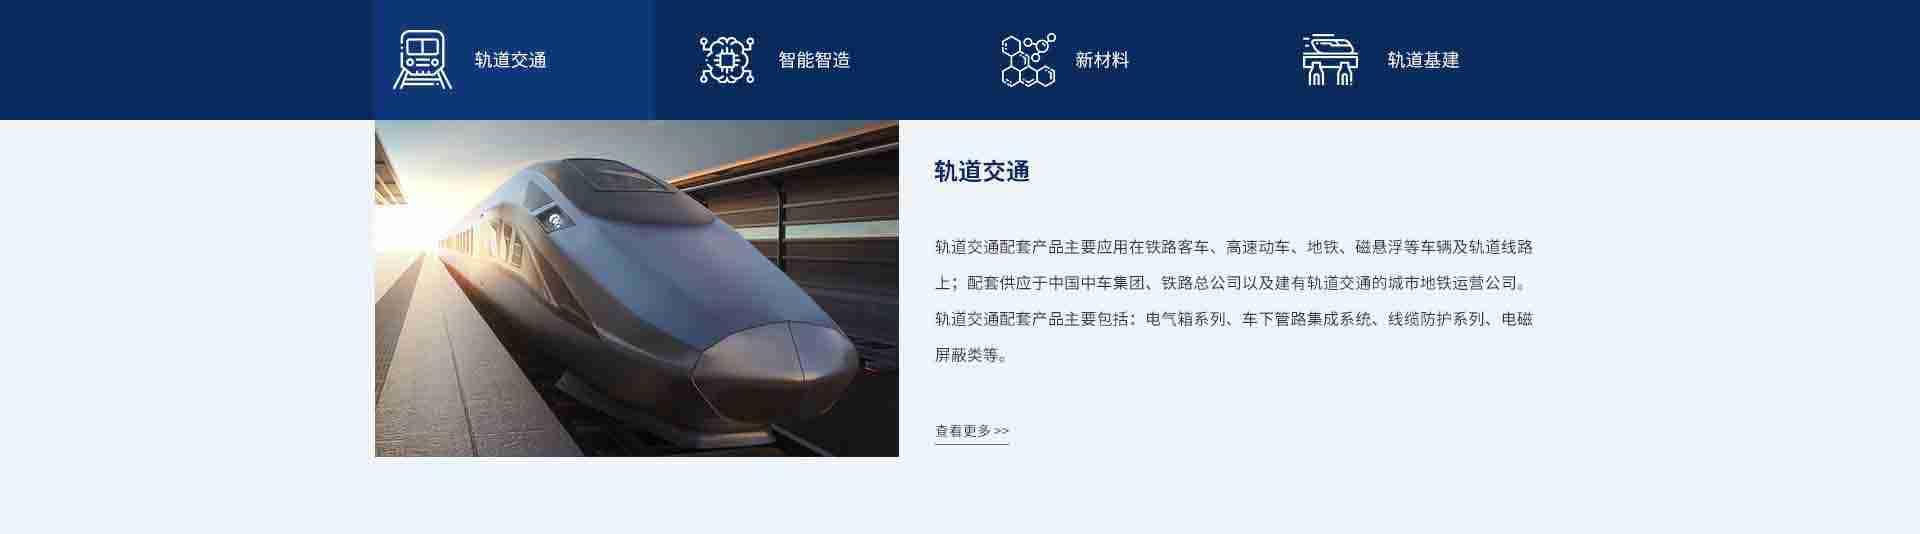 轨道交通
智能智造
新材料
轨道基建
轨道交通
轨道交通配套产品主要应用在铁路客车、高速动车、地铁、磁悬浮等车辆及轨道线路
上；配套供应于中国中车集团、铁路总公司以及建有轨道交通的城市地铁运营公司。
轨道交通配套产品主要包括：电气箱系列、车下管路集成系统、线缆防护系列、电磁
屏蔽类等。
查看更多 >>